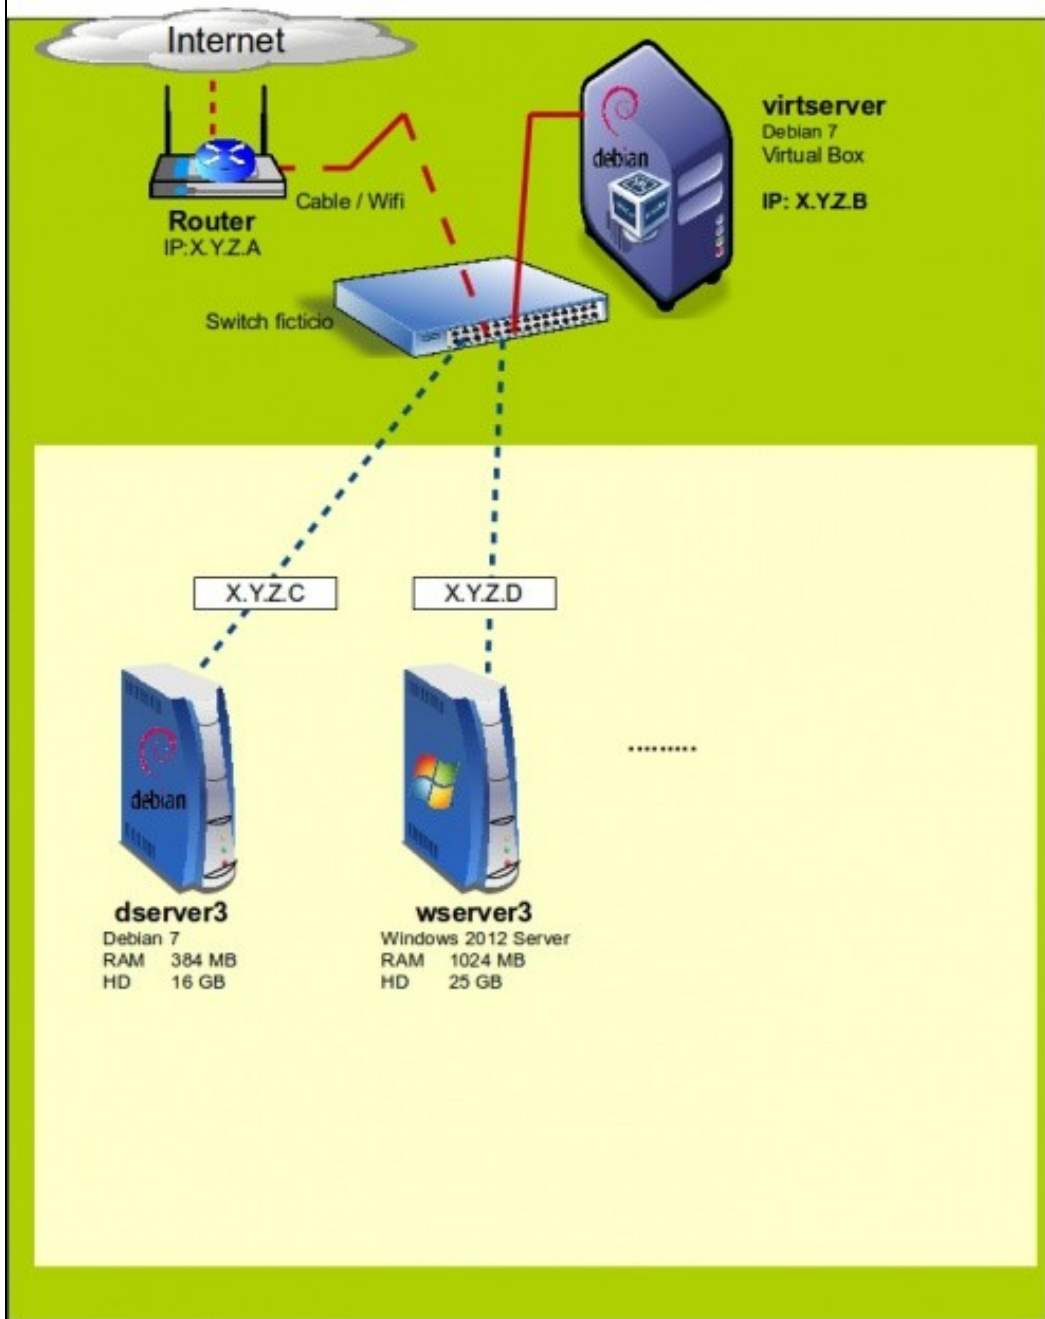 Internet
virtserver
Debian 7
Virtual Box
IP: X.Y.Z.B
debian
Cable / Wifi
Router
IP:X.Y.Z.A
Switch ficticio
X.Y.Z.C
X.Y.Z.D
debian
.........
dserver3
Debian 7
RAM 384 MB
HD 16 GB
wserver3
Windows 2012 Server
RAM 1024 MB
HD 25 GB